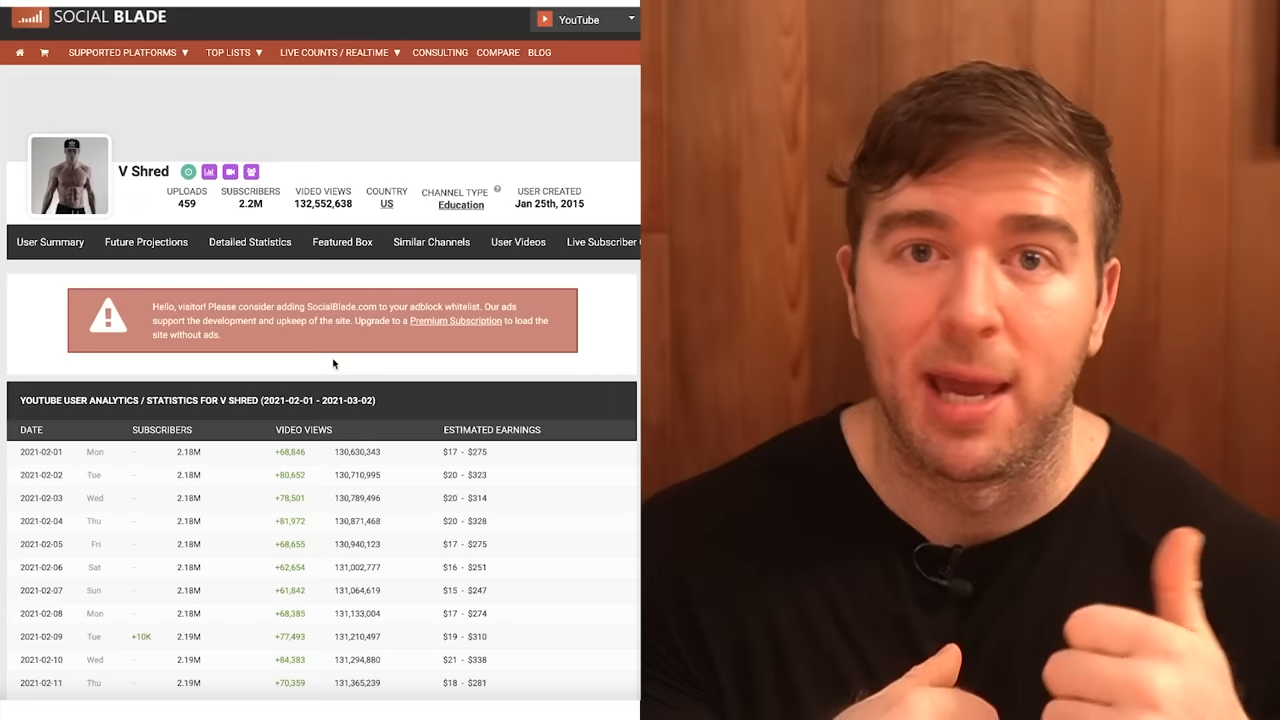 SOCIAL BLADE
YouTube
SUPPORTED PLATFORMS ▼ TOP LISTS ▼ LIVE COUNTS / REALTIME ▼ CONSULTING COMPARE BLOG
V Shred
UPLOADS SUBSCRIBERS VIDEO VIEWS COUNTRY CHANNEL TYPE USER CREATED
459 2.2M 132,552,638 US Education Jan 25th, 2015
User Summary Future Projections Detailed Statistics Featured Box Similar Channels User Videos Live Subscriber
Hello, visitor! Please consider adding SocialBlade.com to your adblock whitelist. Our ads
support the development and upkeep of the site. Upgrade to a Premium Subscription to load the
site without ads.
YOUTUBE USER ANALYTICS / STATISTICS FOR V SHRED (2021-02-01 - 2021-03-02)
DATE SUBSCRIBERS VIDEO VIEWS ESTIMATED EARNINGS
2021-02-01 Mon -- 2.18M +68,846 130,630,343 $17 - $275
2021-02-02 Tue -- 2.18M +80,652 130,710,995 $20 - $323
2021-02-03 Wed -- 2.18M +78,501 130,789,496 $20 - $314
2021-02-04 Thu -- 2.18M +81,972 130,871,468 $20 - $328
2021-02-05 Fri -- 2.18M +68,655 130,940,123 $17 - $275
2021-02-06 Sat -- 2.18M +62,654 131,002,777 $16 - $251
2021-02-07 Sun -- 2.18M +61,842 131,064,619 $15 - $247
2021-02-08 Mon -- 2.18M +68,385 131,133,004 $17 - $274
2021-02-09 Tue +10K 2.19M +77,493 131,210,497 $19 - $310
2021-02-10 Wed -- 2.19M +84,383 131,294,880 $21 - $338
2021-02-11 Thu -- 2.19M +70,359 131,365,239 $18 - $281